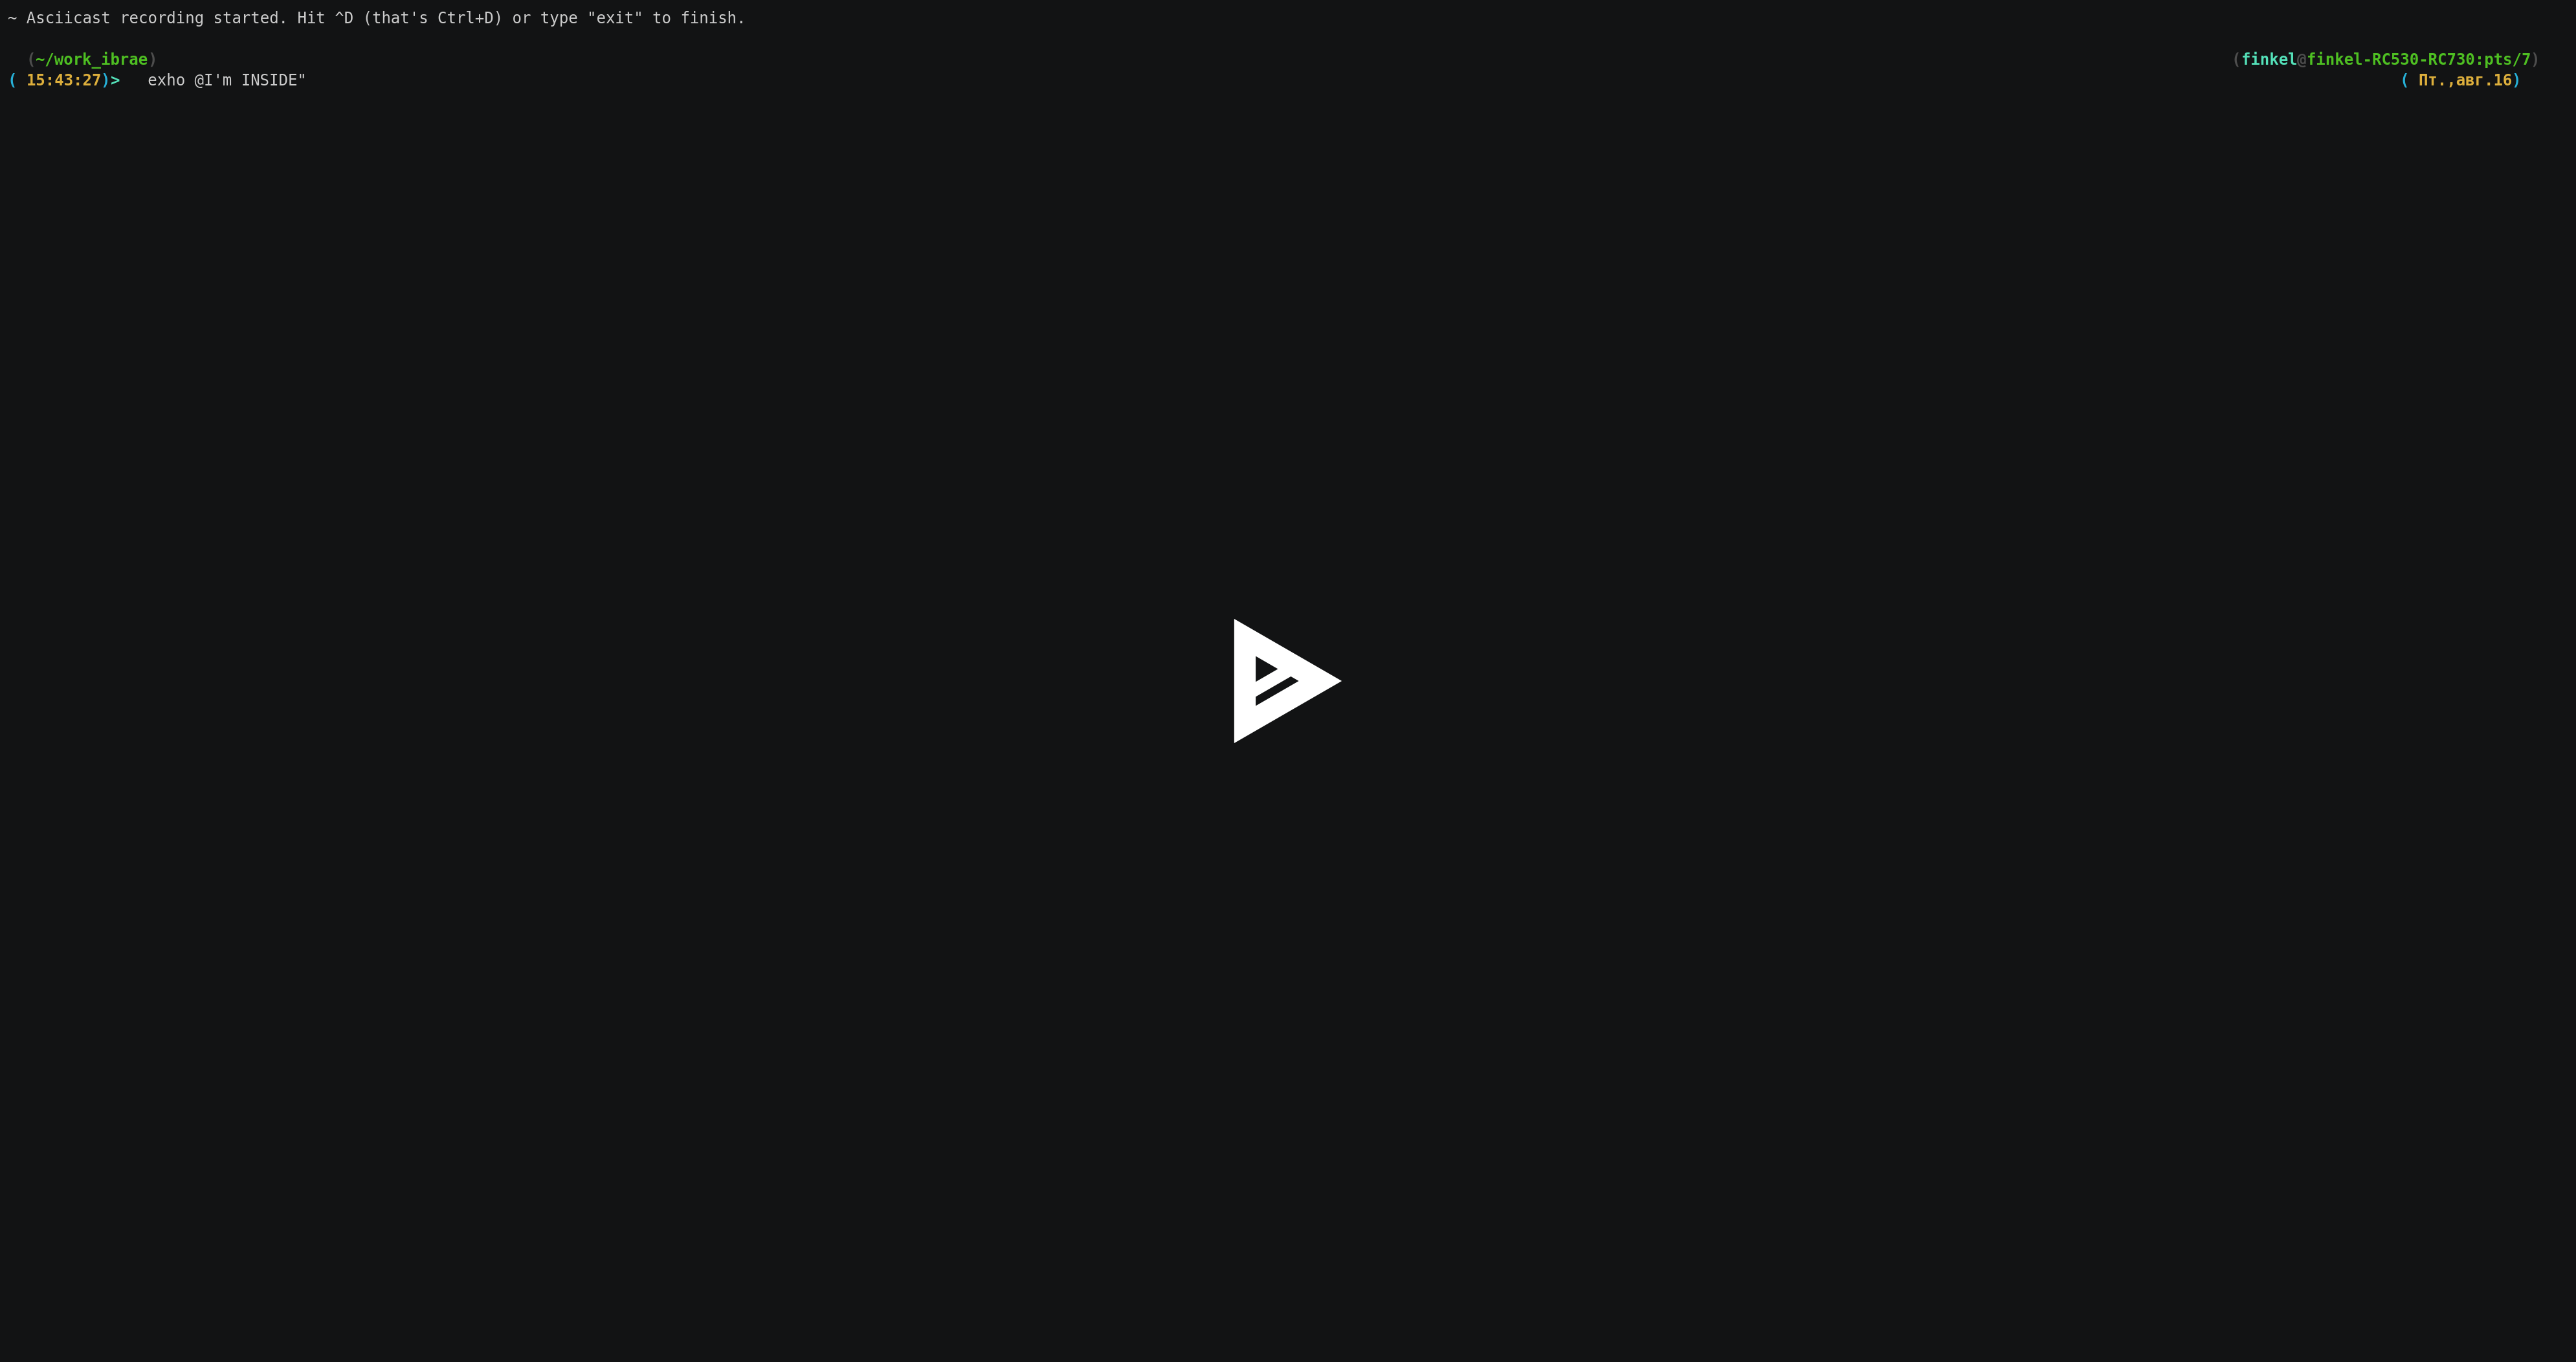 ~ Asciicast recording started. Hit ^D (that's Ctrl+D) or type "exit" to finish.
(~/work_ibrae) (finkel@finkel-RC530-RC730:pts/7)
( 15:43:27)> exho @I'm INSIDE" ( Пт.,авг.16)